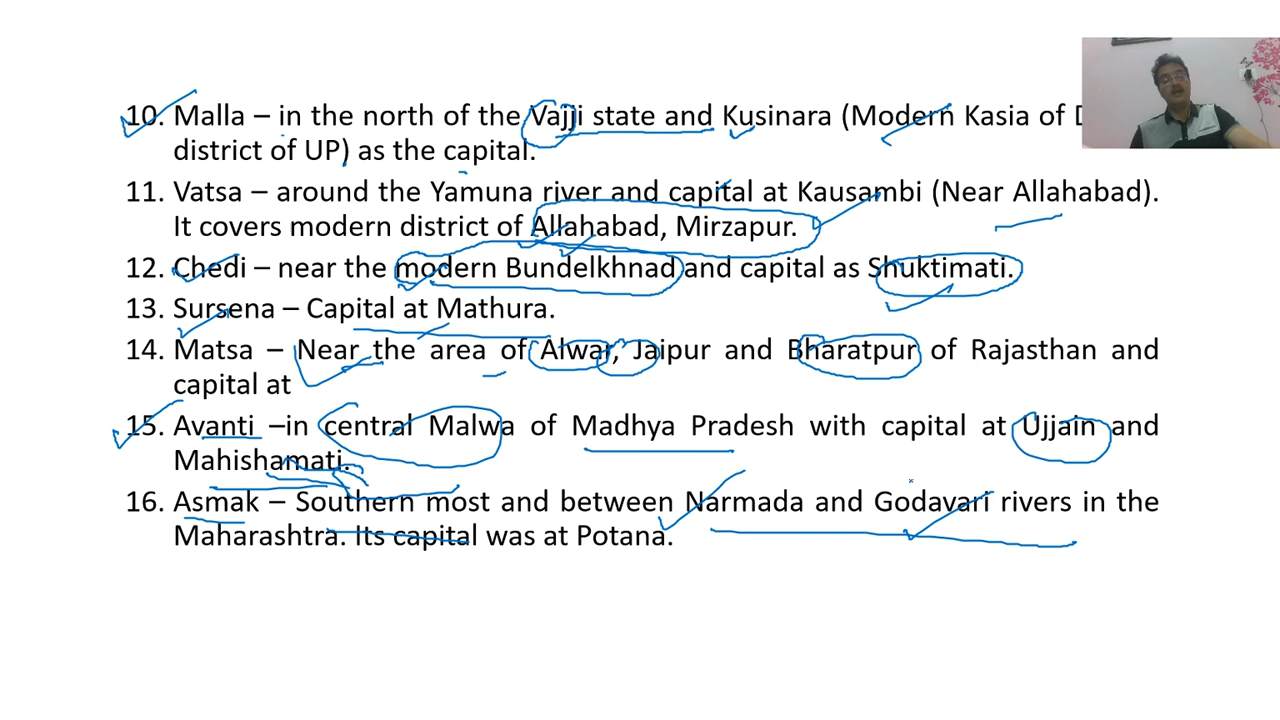 10. Malla – in the north of the Vajji state and Kusinara (Modern Kasia of
district of UP) as the capital.
11. Vatsa – around the Yamuna river and capital at Kausambi (Near Allahabad).
It covers modern district of Allahabad, Mirzapur.
12. Chedi – near the modern Bundelkhnad and capital as Shuktimati.
13. Sursena – Capital at Mathura.
14. Matsa – Near the area of Alwar, Jaipur and Bharatpur of Rajasthan and
capital at
15. Avanti –in central Malwa of Madhya Pradesh with capital at Ujjain and
Mahishamati.
16. Asmak – Southern most and between Narmada and Godavari rivers in the
Maharashtra. Its capital was at Potana.